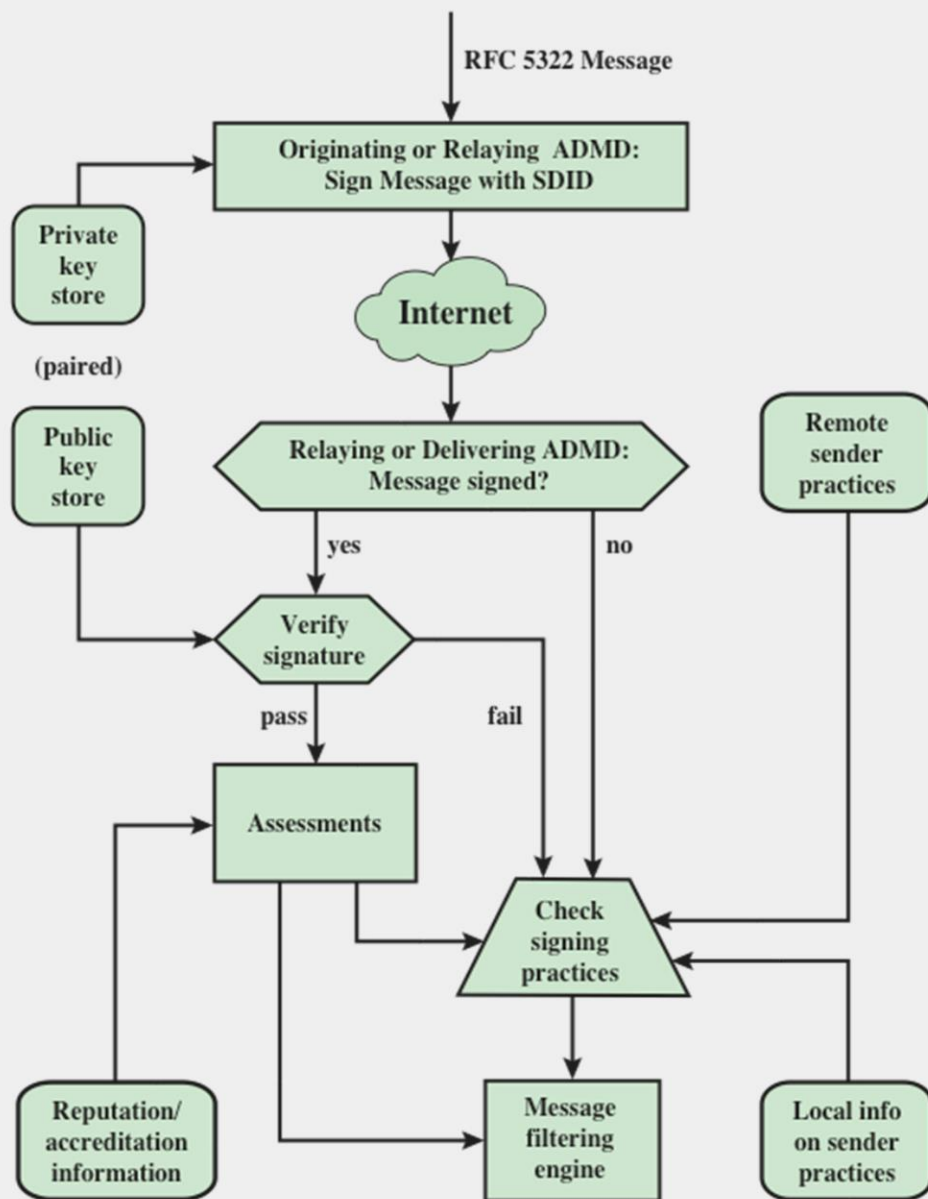 RFC 5322 Message
Originating or Relaying ADMD:
Sign Message with SDID
Private
key
store
Internet
(paired)
Public
key
store
Relaying or Delivering ADMD:
Message signed?
Remote
sender
practices
yes
no
Verify
signature
pass
fail
Assessments
Check
signing
practices
Reputation/
accreditation
information
Message
filtering
engine
Local info
on sender
practices